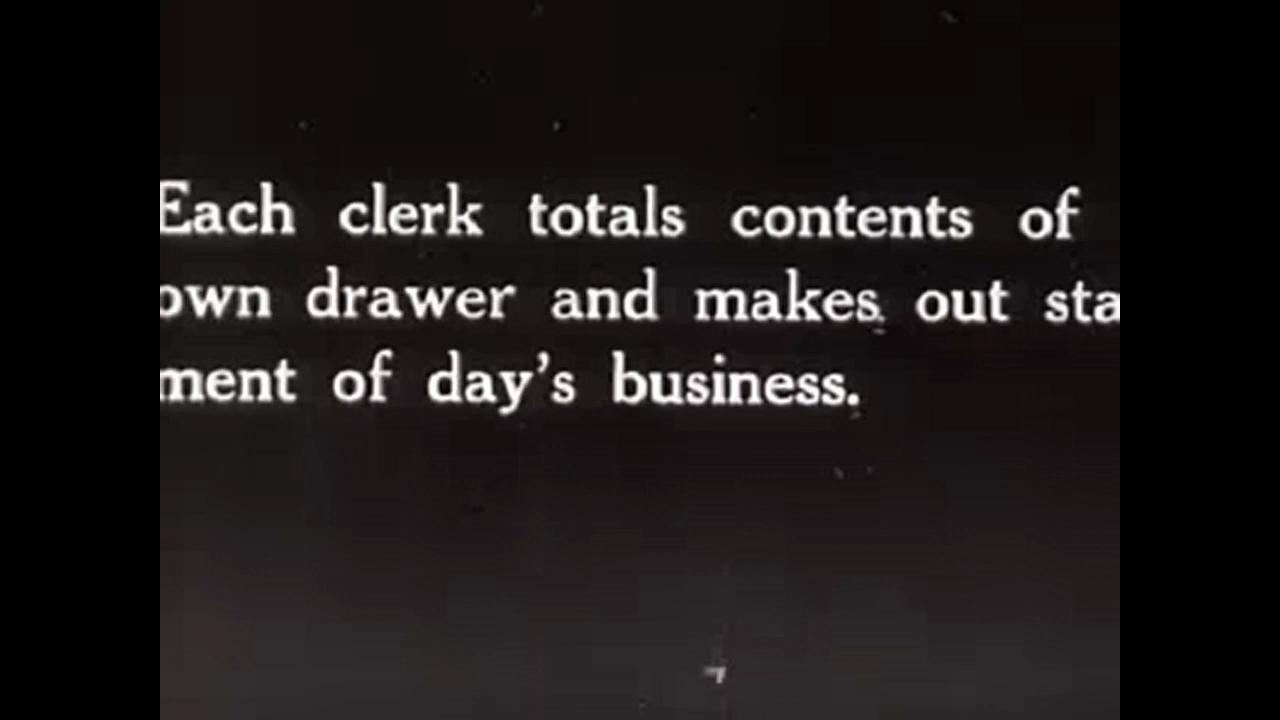 Each clerk totals contents of
own drawer and makes out sta
ment of day's business.